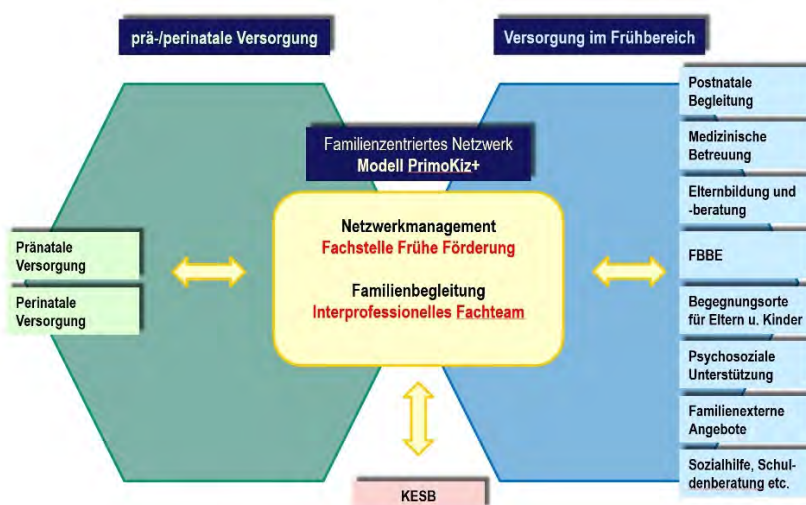 prä-/perinatale Versorgung
Versorgung im Frühbereich
Familienzentriertes Netzwerk
Modell PrimoKiz+
Netzwerkmanagement
Fachstelle Frühe Förderung
Familienbegleitung
Interprofessionelles Fachteam
Pränatale
Versorgung
Perinatale
Versorgung
KESB
Postnatale
Begleitung
Medizinische
Betreuung
Elternbildung und
-beratung
FBBE
Begegnungsorte
für Eltern u. Kinder
Psychosoziale
Unterstützung
Familienexterne
Angebote
Sozialhilfe, Schul-
denberatung etc.